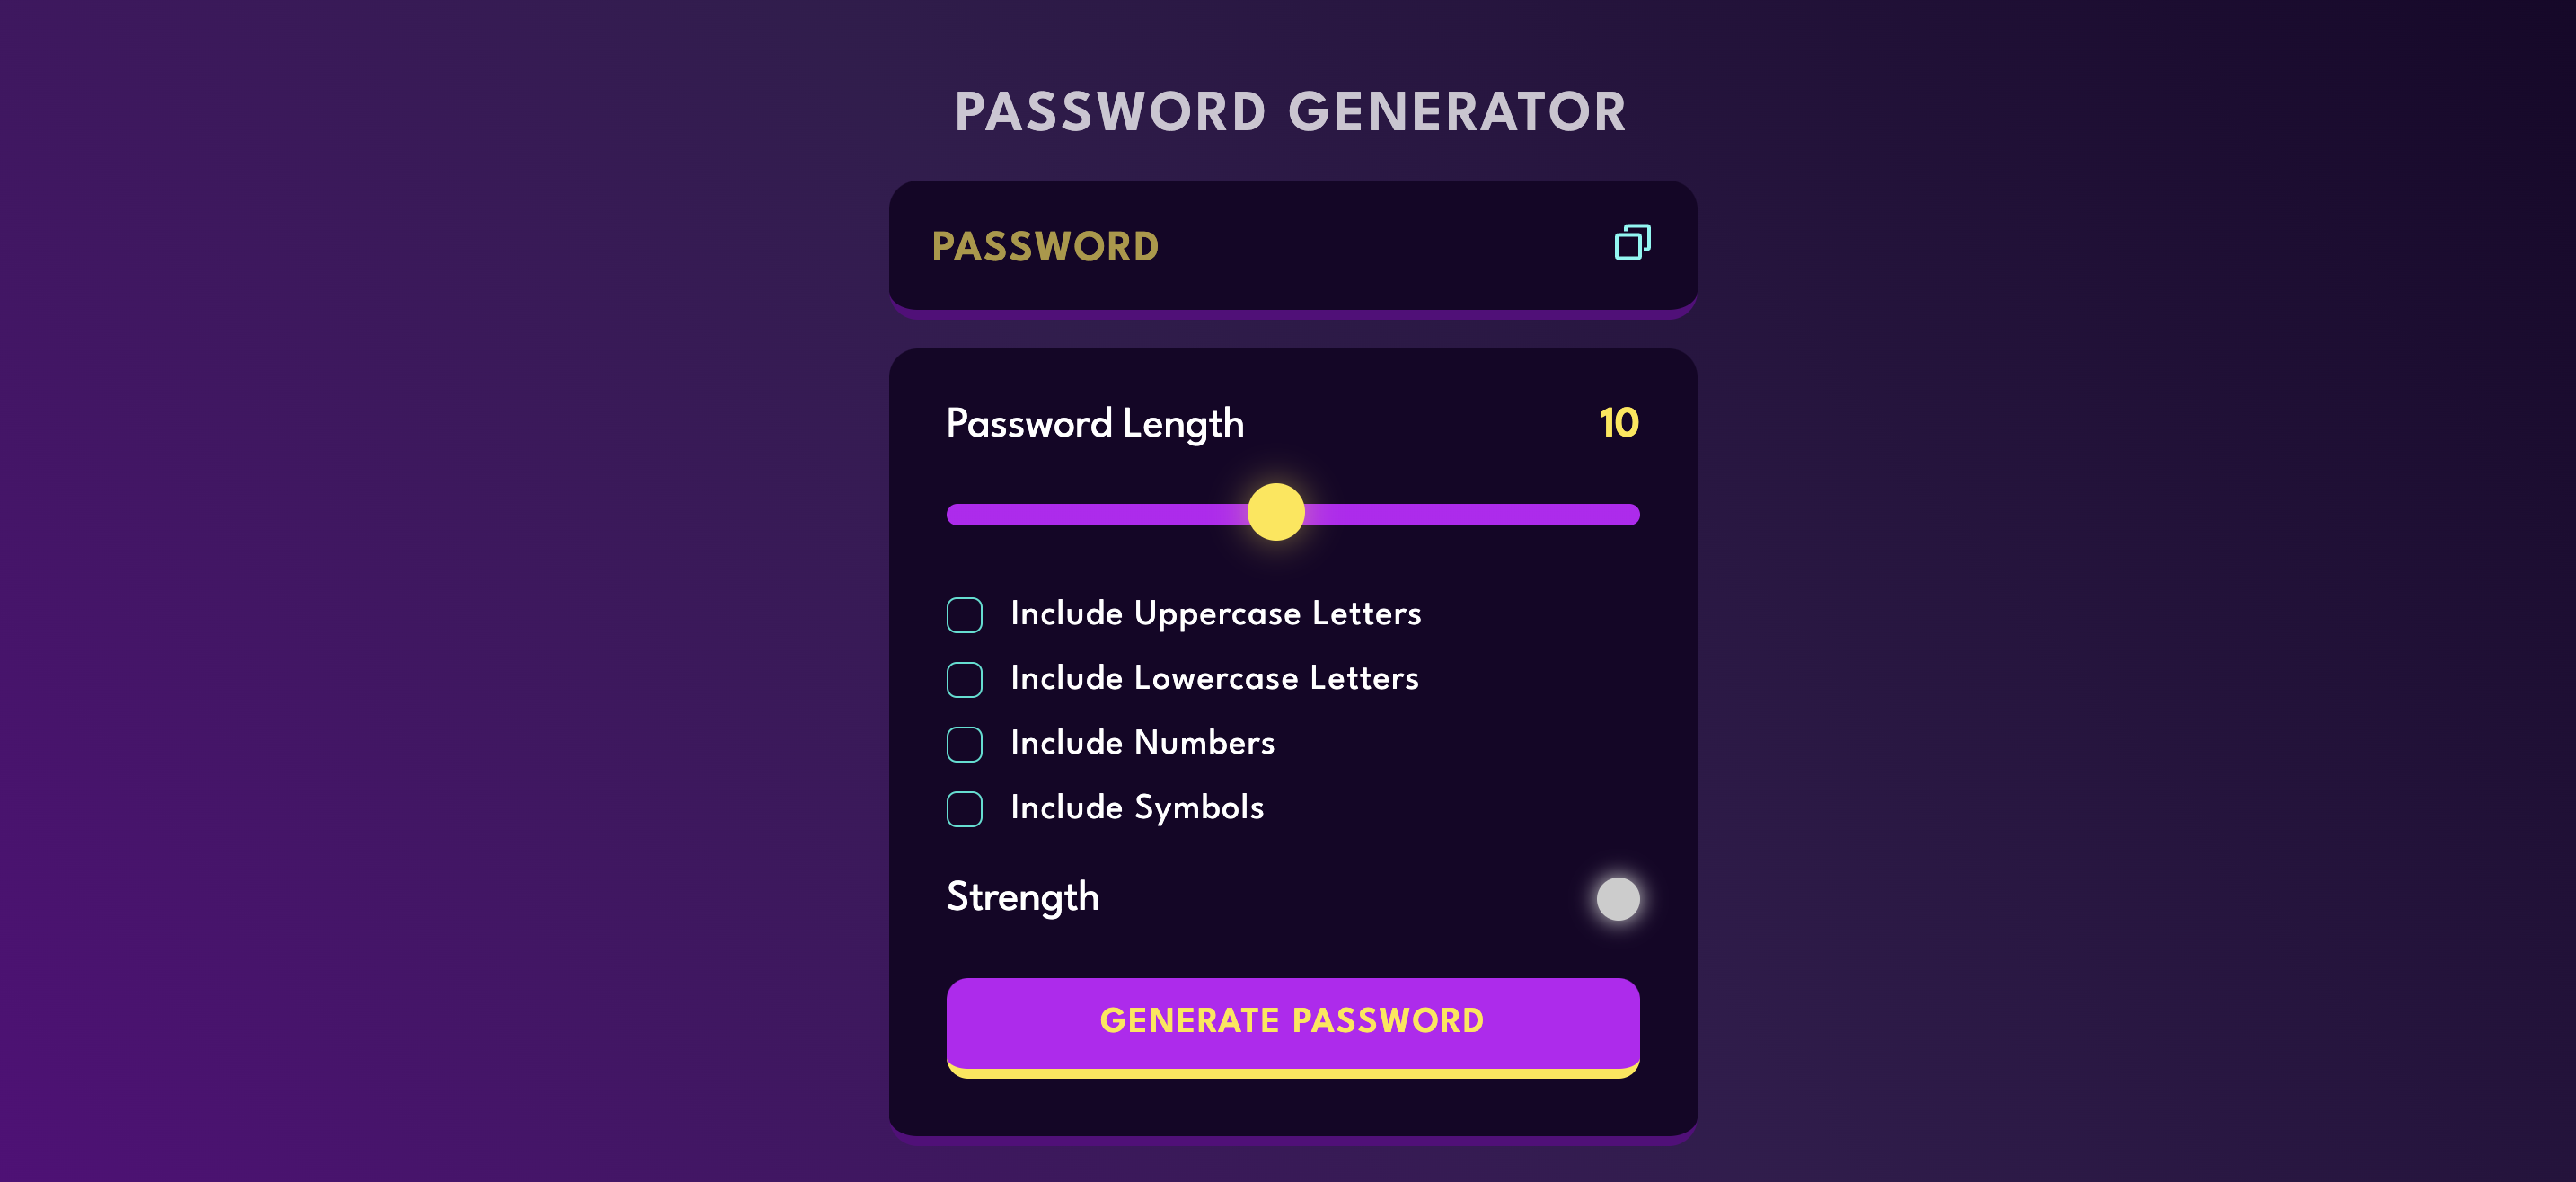 PASSWORD GENERATOR
PASSWORD
Password Length 10
Include Uppercase Letters
Include Lowercase Letters
Include Numbers
Include Symbols
Strength
GENERATE PASSWORD